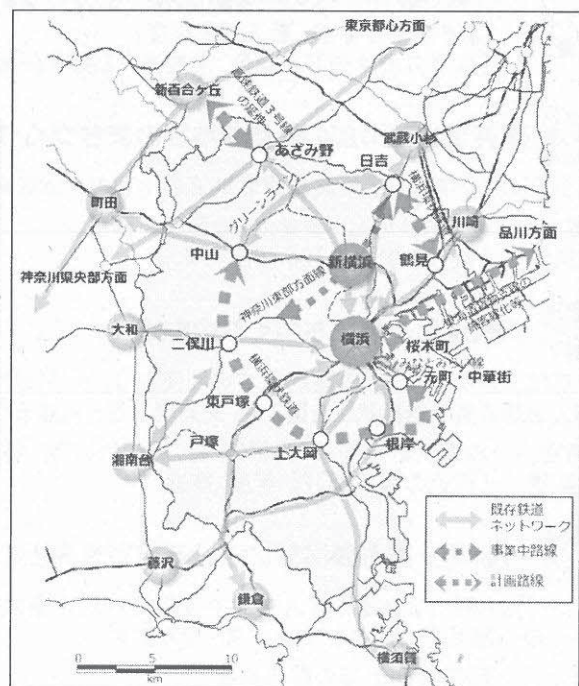 東京都心方面
新百合ケ丘
高速鉄道3号線
の延伸
武蔵小杉
あざみ野
日吉
グリーンライン
町田
川崎
品川方面
中山
新横浜
鶴見
神奈川県央部方面
神奈川東部方面線
大和
横浜
二俣川
桜木町
みなとみらい線
元町・中華街
横浜環状鉄道
東戸塚
戸塚
上大岡
根岸
湘南台
既存鉄道
ネットワーク
事業中路線
計画路線
藤沢
鎌倉
横須賀
0 5 10
km